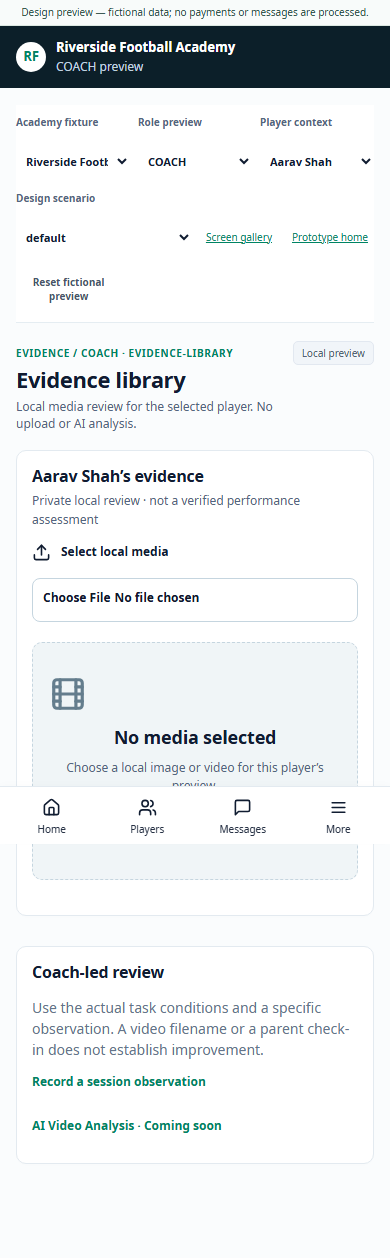 Design preview — fictional data; no payments or messages are processed.
RF
Riverside Football Academy
COACH preview
Academy fixture
Role preview
Player context
Riverside Footb
COACH
Aarav Shah
Design scenario
default
Screen gallery
Prototype home
Reset fictional
preview
EVIDENCE / COACH · EVIDENCE-LIBRARY
Local preview
Evidence library
Local media review for the selected player. No
upload or AI analysis.
Aarav Shah’s evidence
Private local review · not a verified performance
assessment
Select local media
Choose File No file chosen
No media selected
Choose a local image or video for this player’s
preview
Home
Players
Messages
More
Coach-led review
Use the actual task conditions and a specific
observation. A video filename or a parent check-
in does not establish improvement.
Record a session observation
AI Video Analysis · Coming soon